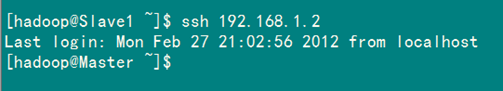 [hadoop@Slave1 ~]$ ssh 192.168.1.2
Last login: Mon Feb 27 21:02:56 2012 from localhost
[hadoop@Master ~]$